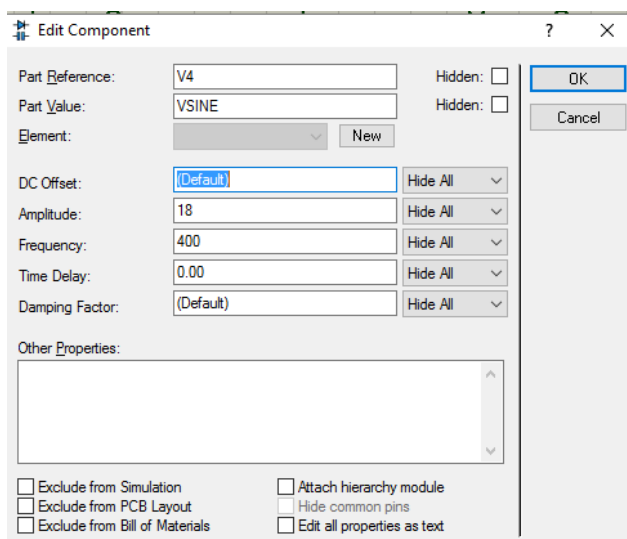 Edit Component ? ×
Part Reference: V4 Hidden: OK
Part Value: VSINE Hidden: Cancel
Element: New
DC Offset: (Default) Hide All
Amplitude: 18 Hide All
Frequency: 400 Hide All
Time Delay: 0.00 Hide All
Damping Factor: (Default) Hide All
Other Properties:
Exclude from Simulation Attach hierarchy module
Exclude from PCB Layout Hide common pins
Exclude from Bill of Materials Edit all properties as text